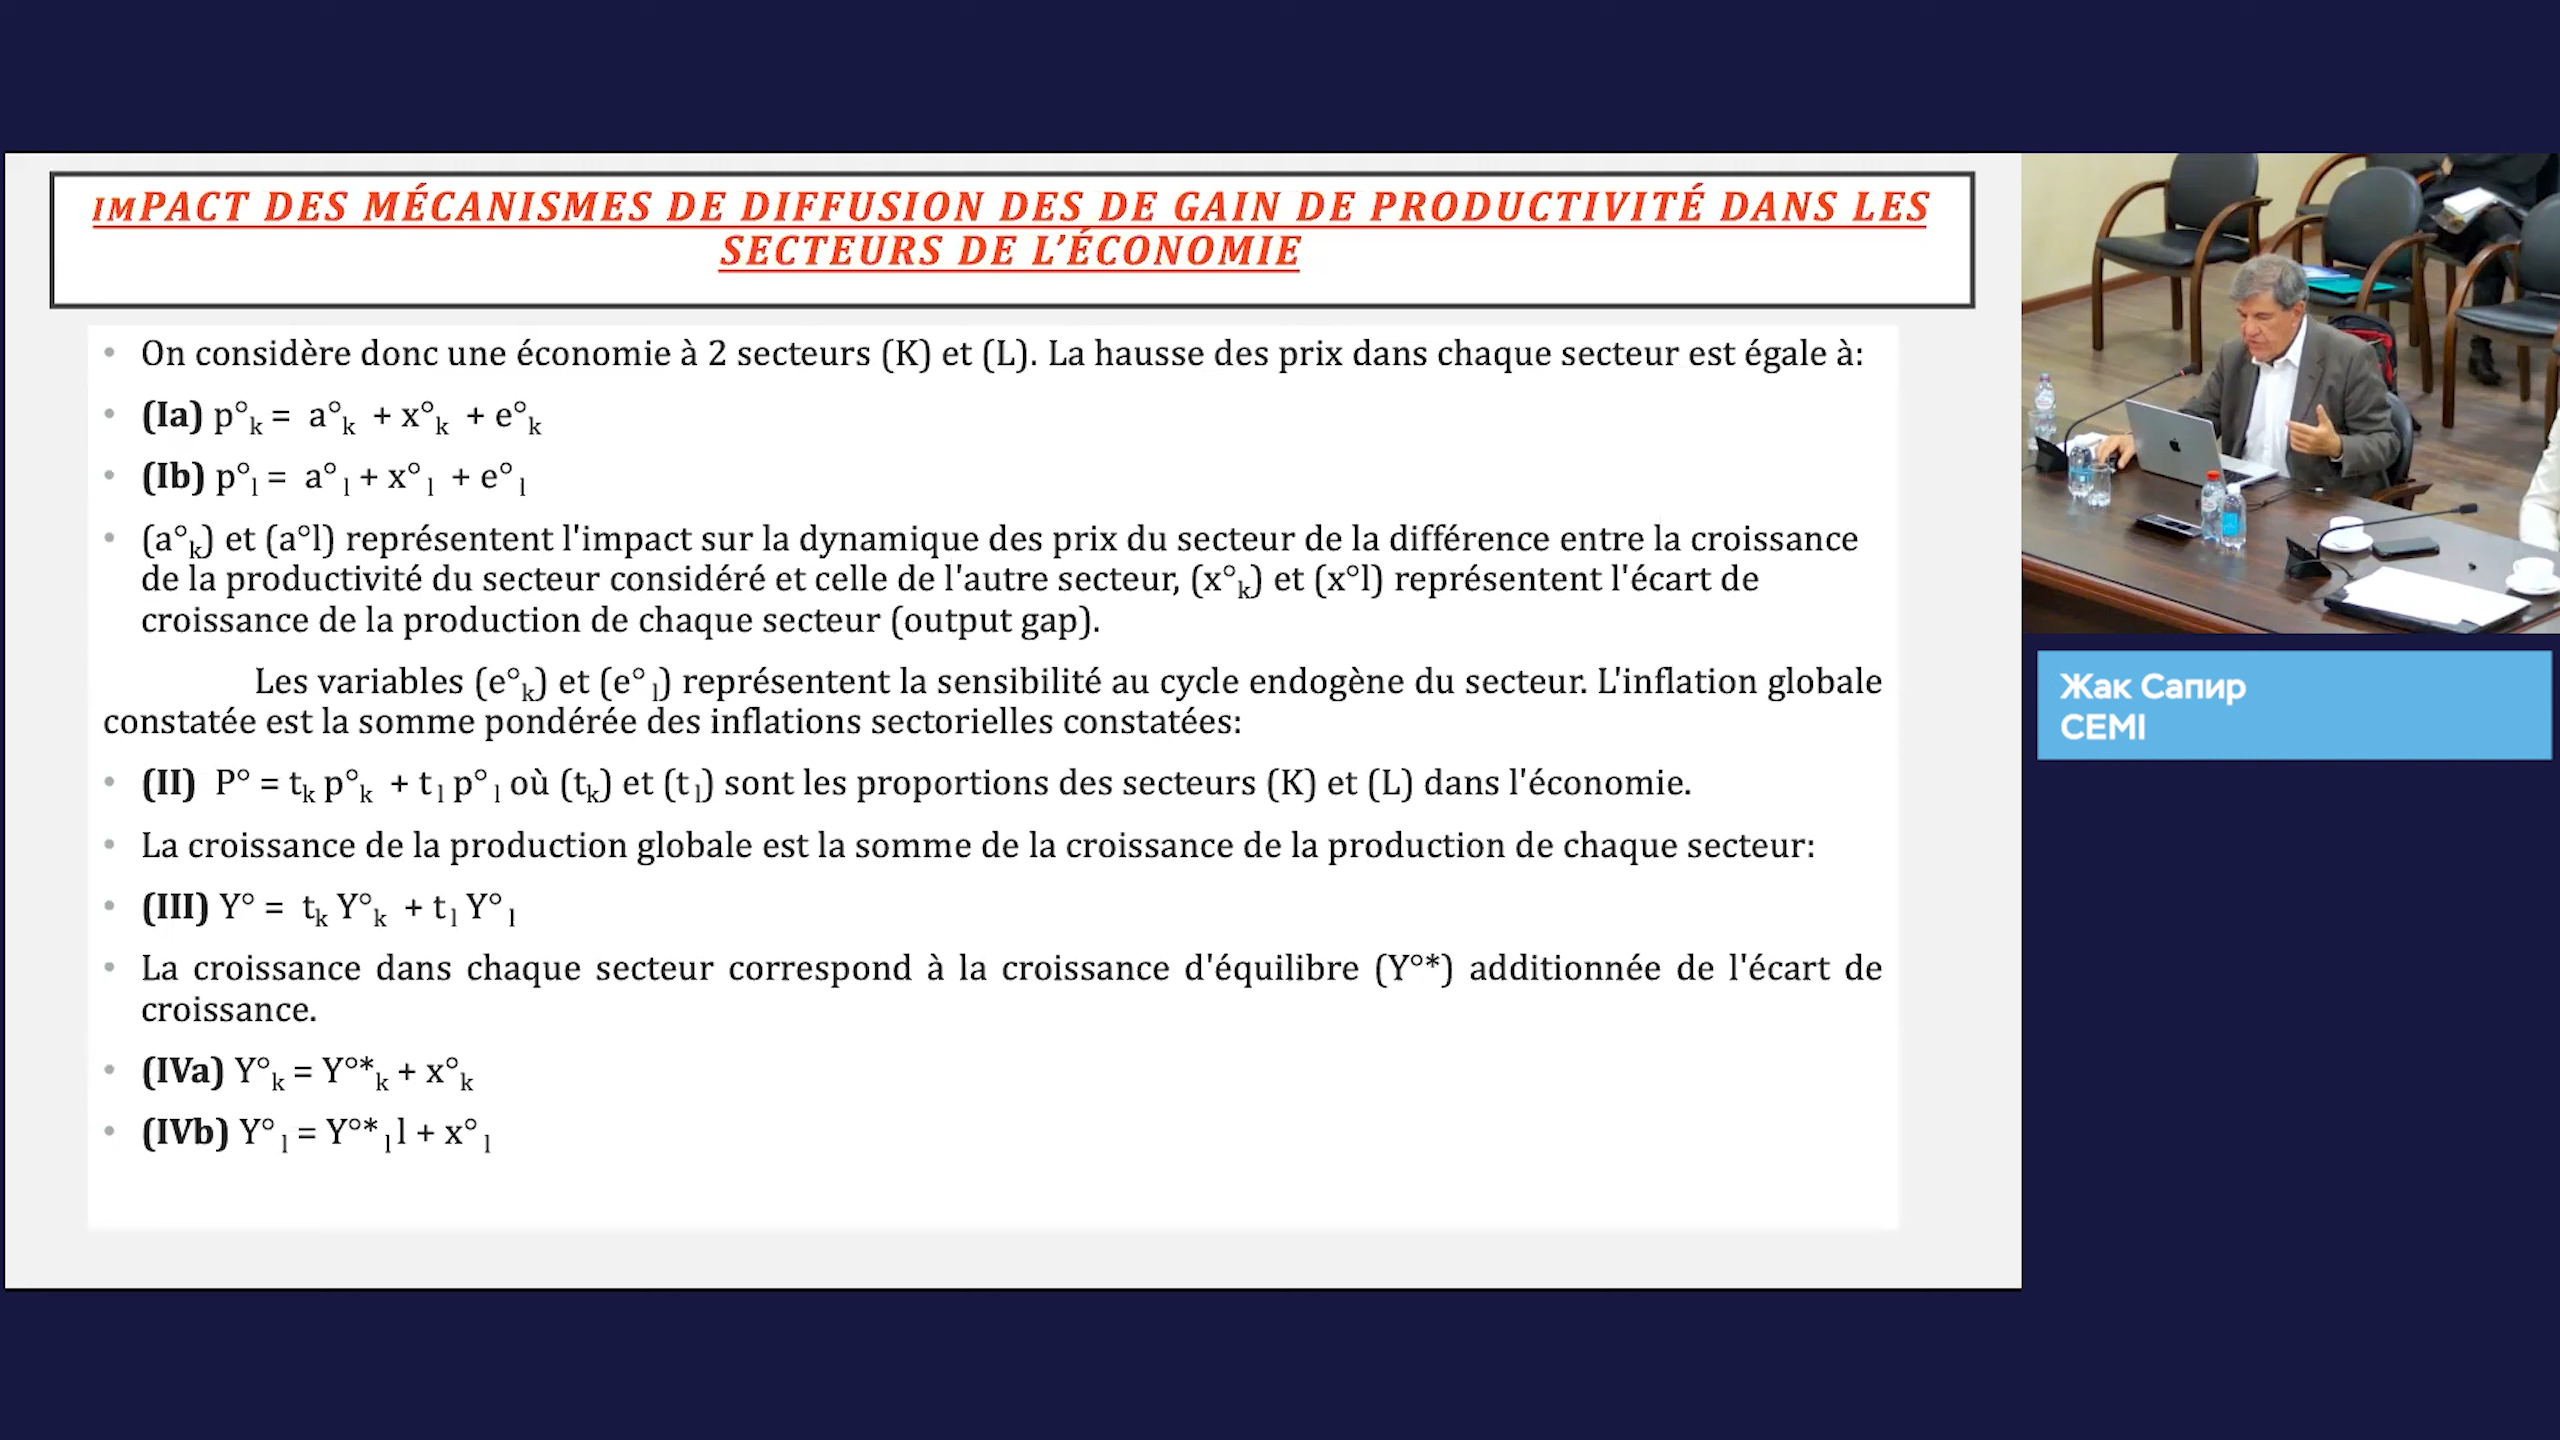 IMPACT DES MÉCANISMES DE DIFFUSION DES DE GAIN DE PRODUCTIVITÉ DANS LES
SECTEURS DE L’ÉCONOMIE
• On considère donc une économie à 2 secteurs (K) et (L). La hausse des prix dans chaque secteur est égale à:
• (Ia) p°k = a°k + x°k + e°k
• (Ib) p°l = a°l + x°l + e°l
• (a°k) et (a°l) représentent l'impact sur la dynamique des prix du secteur de la différence entre la croissance
de la productivité du secteur considéré et celle de l'autre secteur, (x°k) et (x°l) représentent l'écart de
croissance de la production de chaque secteur (output gap).
Les variables (e°k) et (e°l) représentent la sensibilité au cycle endogène du secteur. L'inflation globale
constatée est la somme pondérée des inflations sectorielles constatées:
• (II) P° = tk p°k + tl p°l où (tk) et (tl) sont les proportions des secteurs (K) et (L) dans l'économie.
• La croissance de la production globale est la somme de la croissance de la production de chaque secteur:
• (III) Y° = tk Y°k + tl Y°l
• La croissance dans chaque secteur correspond à la croissance d'équilibre (Y°*) additionnée de l'écart de
croissance.
• (IVa) Y°k = Y°*k + x°k
• (IVb) Y°l = Y°*l l + x°l
Жак Сапир
CEMI